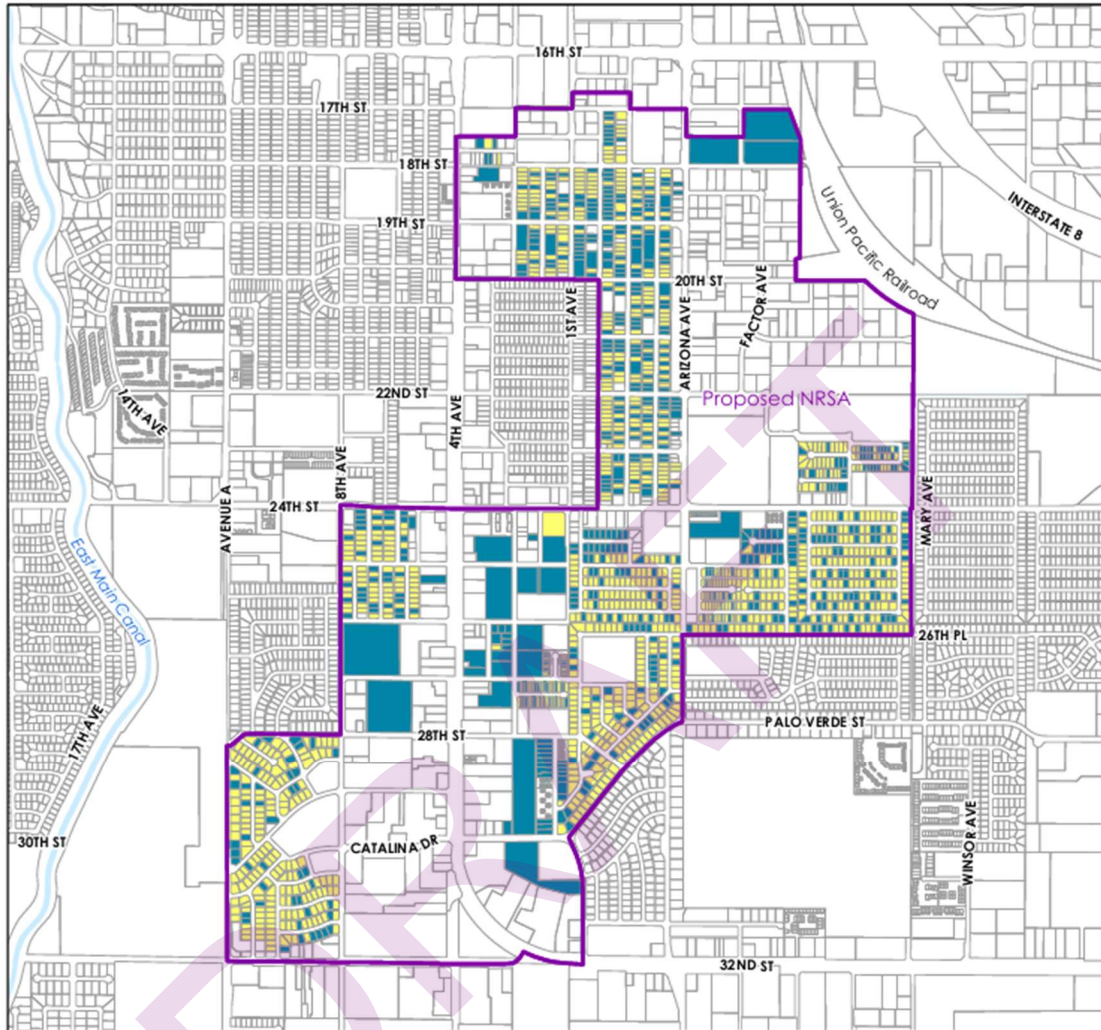 16TH ST
17TH ST
18TH ST
19TH ST
Union Pacific Railroad
INTERSTATE 8
20TH ST
1ST AVE
ARIZONA AVE
FACTOR AVE
22ND ST
14TH AVE
4TH AVE
Proposed NRSA
8TH AVE
AVENUE A
24TH ST
MARY AVE
East Main Canal
26TH PL
17TH AVE
PALO VERDE ST
28TH ST
30TH ST
CATALINA DR
WINSOR AVE
32ND ST
DRAFT